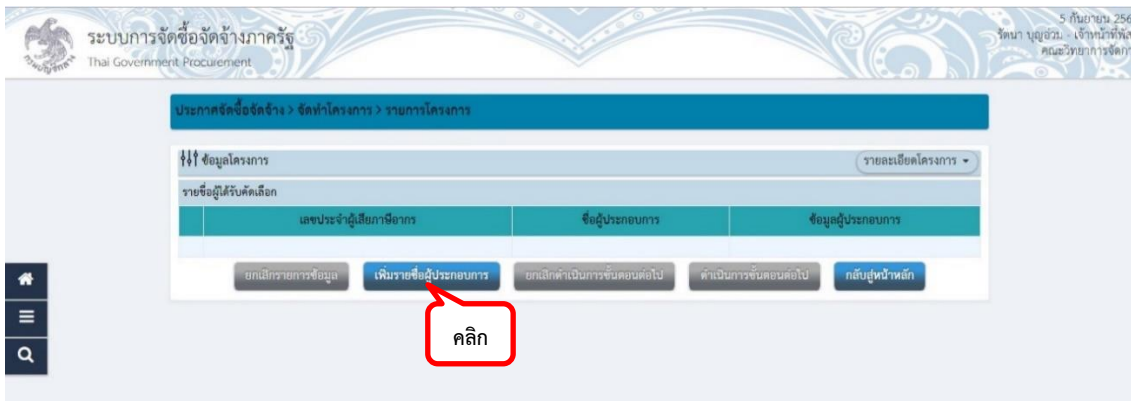 5 กันยายน 256
ระบบการจัดซื้อจัดจ้างภาครัฐ
รัตนา บุญอ่วม - เจ้าหน้าที่พัส
Thai Government Procurement
คณะวิทยาการจัดกา
ประกาศจัดซื้อจัดจ้าง > จัดทำโครงการ > รายการโครงการ
ข้อมูลโครงการ
รายละเอียดโครงการ
รายชื่อผู้ได้รับคัดเลือก
เลขประจำผู้เสียภาษีอากร ชื่อผู้ประกอบการ ข้อมูลผู้ประกอบการ
ยกเลิกรายการข้อมูล เพิ่มรายชื่อผู้ประกอบการ ยกเลิกดำเนินการขั้นตอนต่อไป ดำเนินการขั้นตอนต่อไป กลับสู่หน้าหลัก
คลิก